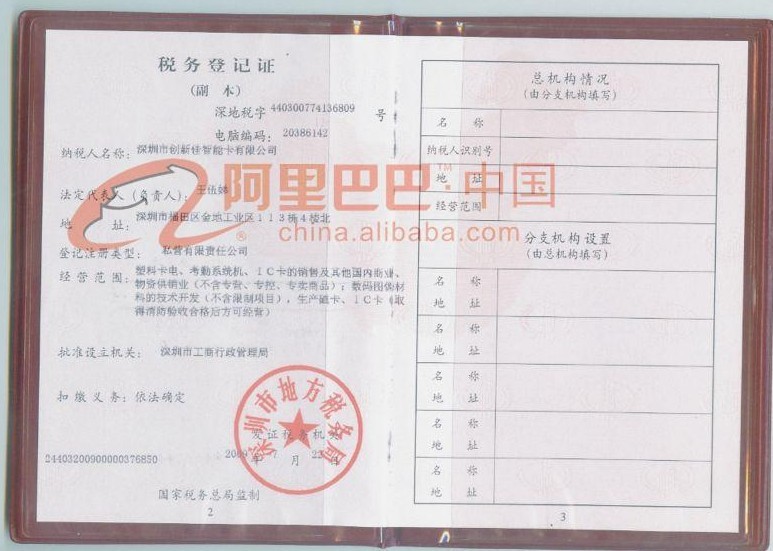 税务登记证
(副 本)
深地税字 440300774136809 号
电脑编码: 20386142
纳税人名称: 深圳市创新佳智能卡有限公司
法定代表人 (负责人): 王伍
地 址: 深圳市福田区金地工业区113栋4楼北
登记注册类型: 私营有限责任公司
经营范围: 塑料卡电、考勤系统机、IC卡的销售及其他国内商业、
物资供销业(不含专营、专控、专卖商品);数码图供材
料的技术开发(不含限制项目),生产磁卡、IC卡(取
得消防验收合格后方可经营)
批准设立机关: 深圳市工商行政管理局
扣缴义务: 依法确定
深圳市地方税务局
发证税务机关
年 月 日
24403200900000376850
国家税务总局监制
2
总机构情况
(由分支机构填写)
名 称
纳税人识别号
地 址
经营范围
分支机构设置
(由总机构填写)
名 称
地 址
名 称
地 址
名 称
地 址
名 称
地 址
名 称
地 址
3
阿里巴巴·中国
TM
china.alibaba.com